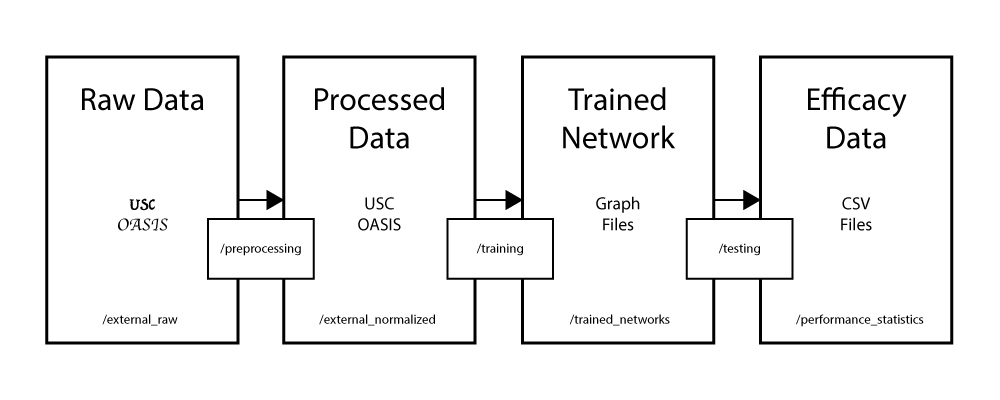 Raw Data
USC
OASIS
/external_raw
/preprocessing
Processed
Data
USC
OASIS
/external_normalized
/training
Trained
Network
Graph
Files
/trained_networks
/testing
Efficacy
Data
CSV
Files
/performance_statistics